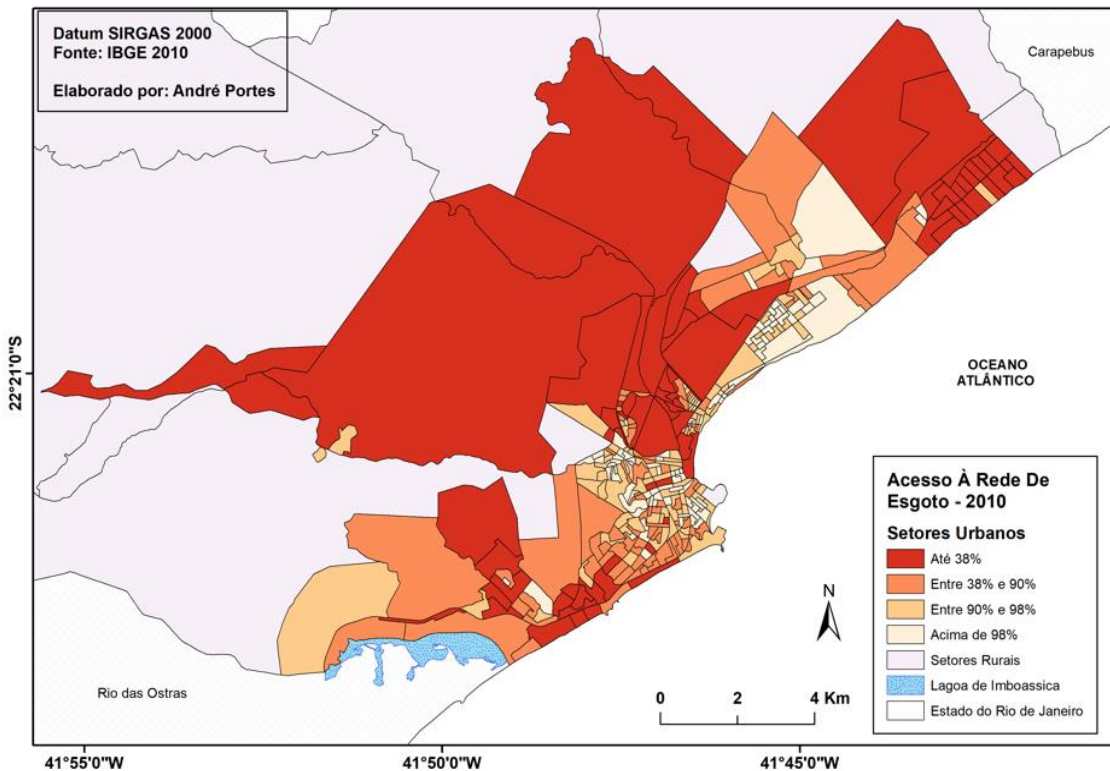 Datum SIRGAS 2000
Fonte: IBGE 2010
Elaborado por: André Portes
Carapebus
22°21'0"S
OCEANO
ATLÂNTICO
Acesso À Rede De
Esgoto - 2010
Setores Urbanos
Até 38%
Entre 38% e 90%
Entre 90% e 98%
Acima de 98%
Setores Rurais
Lagoa de Imboassica
Estado do Rio de Janeiro
N
0 2 4 Km
Rio das Ostras
41°55'0"W 41°50'0"W 41°45'0"W